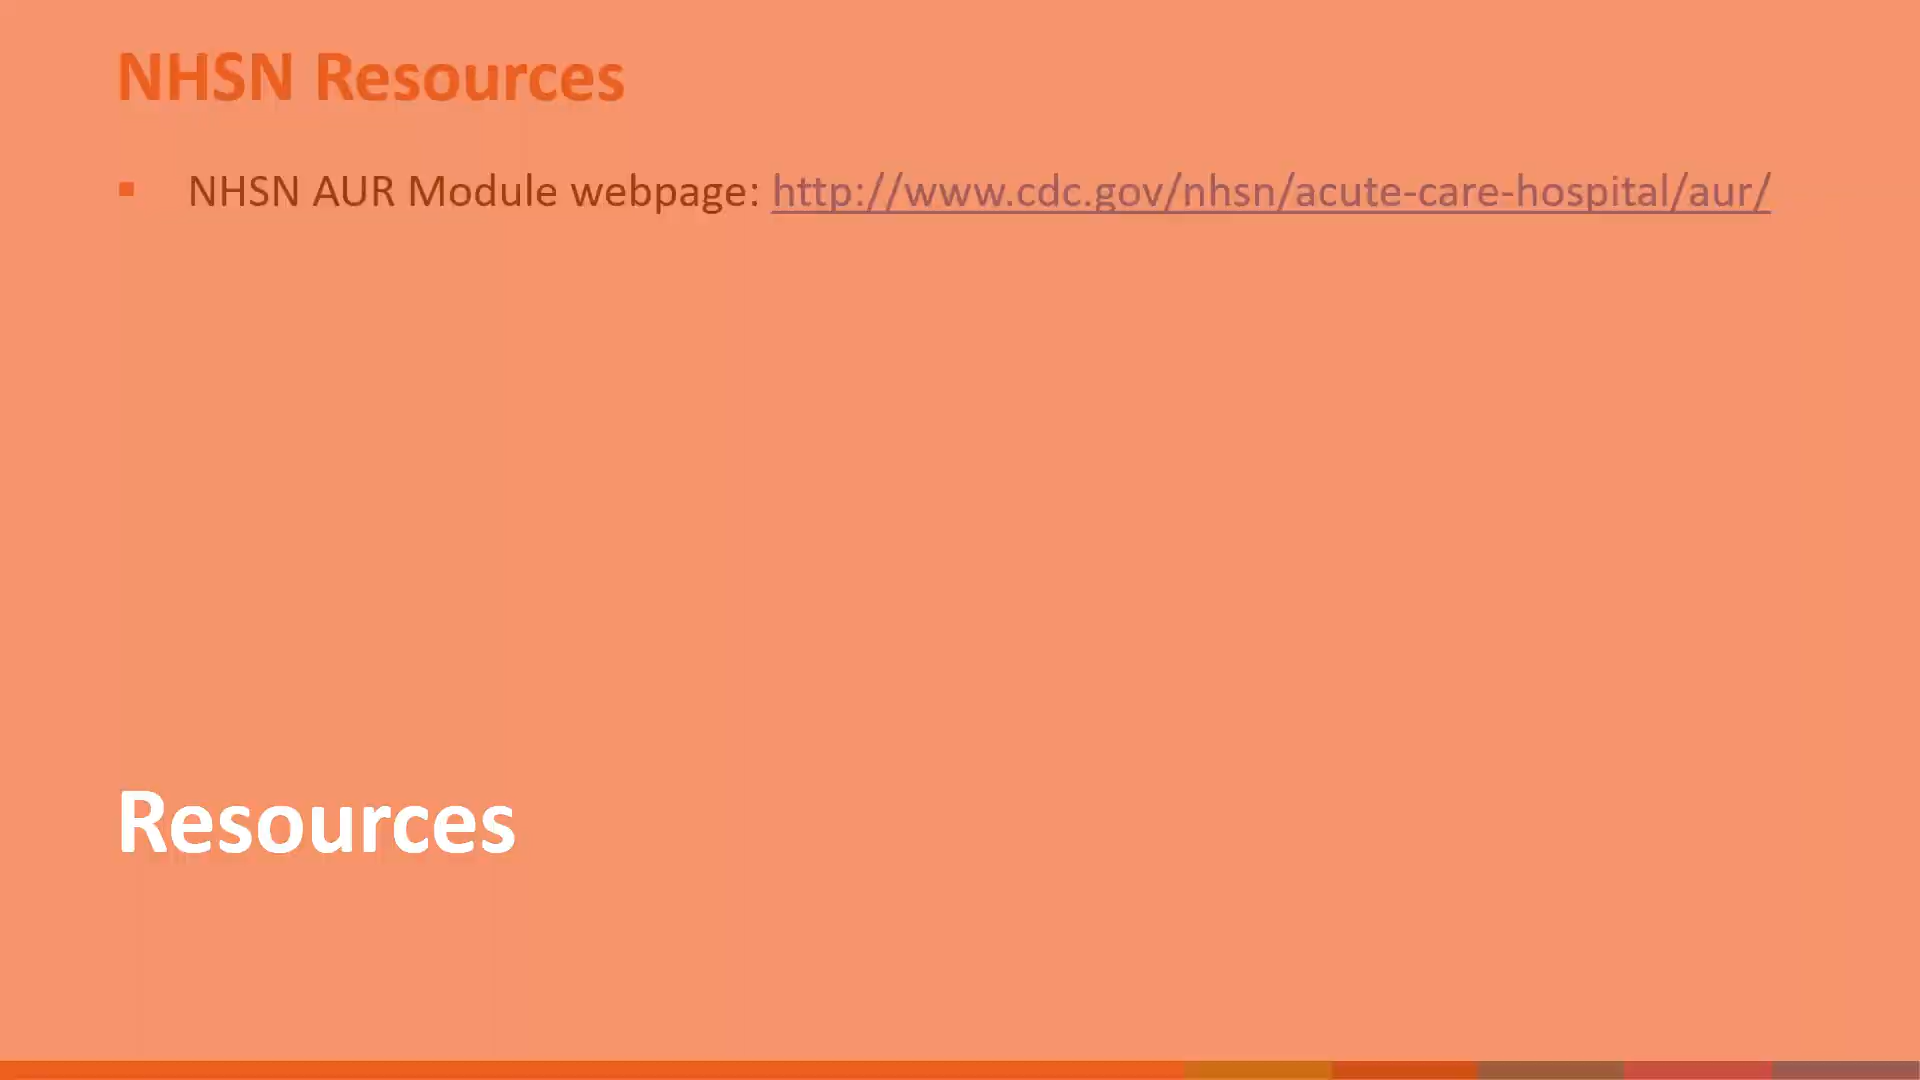 NHSN Resources
▪ NHSN AUR Module webpage: http://www.cdc.gov/nhsn/acute-care-hospital/aur/
Resources